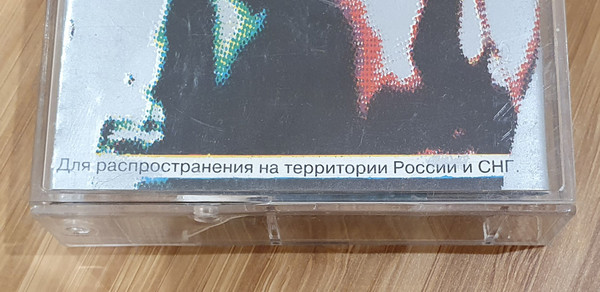 Для распространения на территории России и СНГ